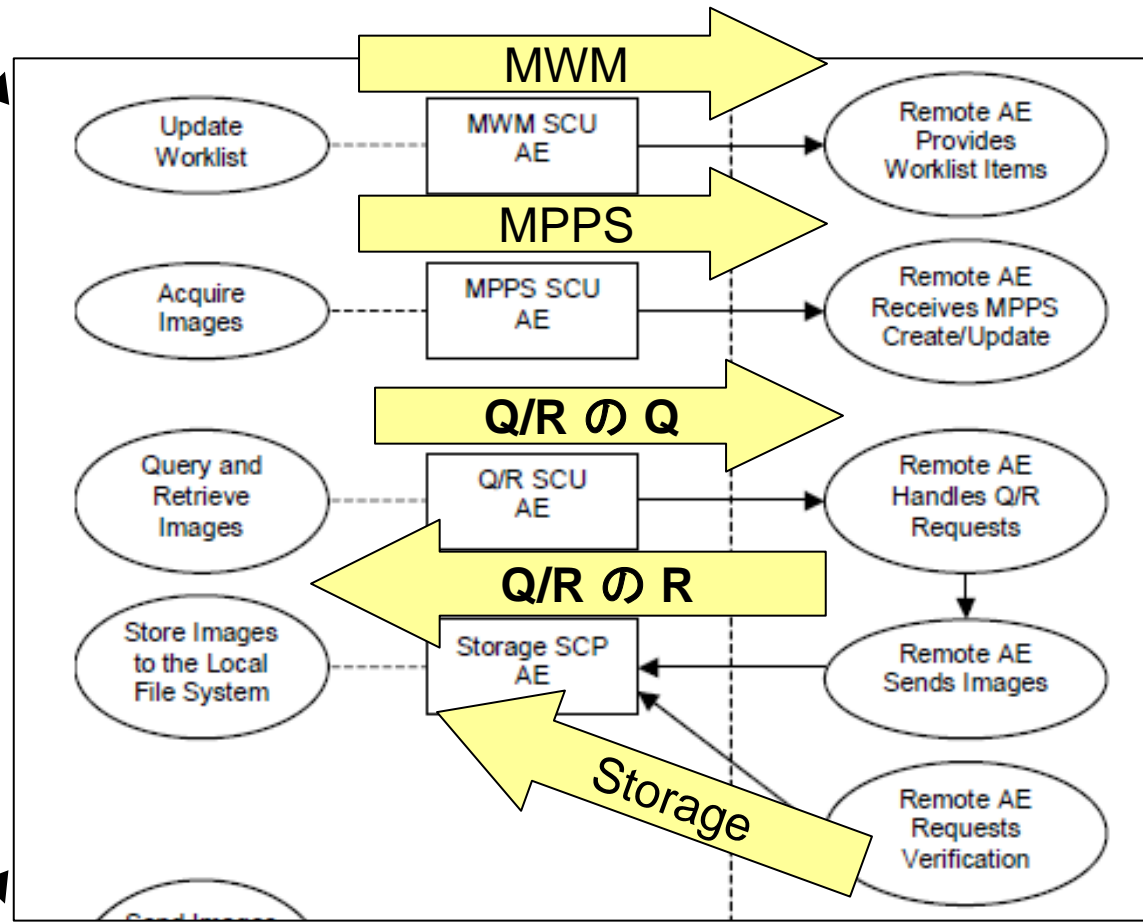 MWM
Update
Worklist
MWM SCU
AE
Remote AE
Provides
Worklist Items
MPPS
Acquire
Images
MPPS SCU
AE
Remote AE
Receives MPPS
Create/Update
Q/R の Q
Query and
Retrieve
Images
Q/R SCU
AE
Remote AE
Handles Q/R
Requests
Q/R の R
Store Images
to the Local
File System
Storage SCP
AE
Remote AE
Sends Images
Storage
Remote AE
Requests
Verification
Send Images